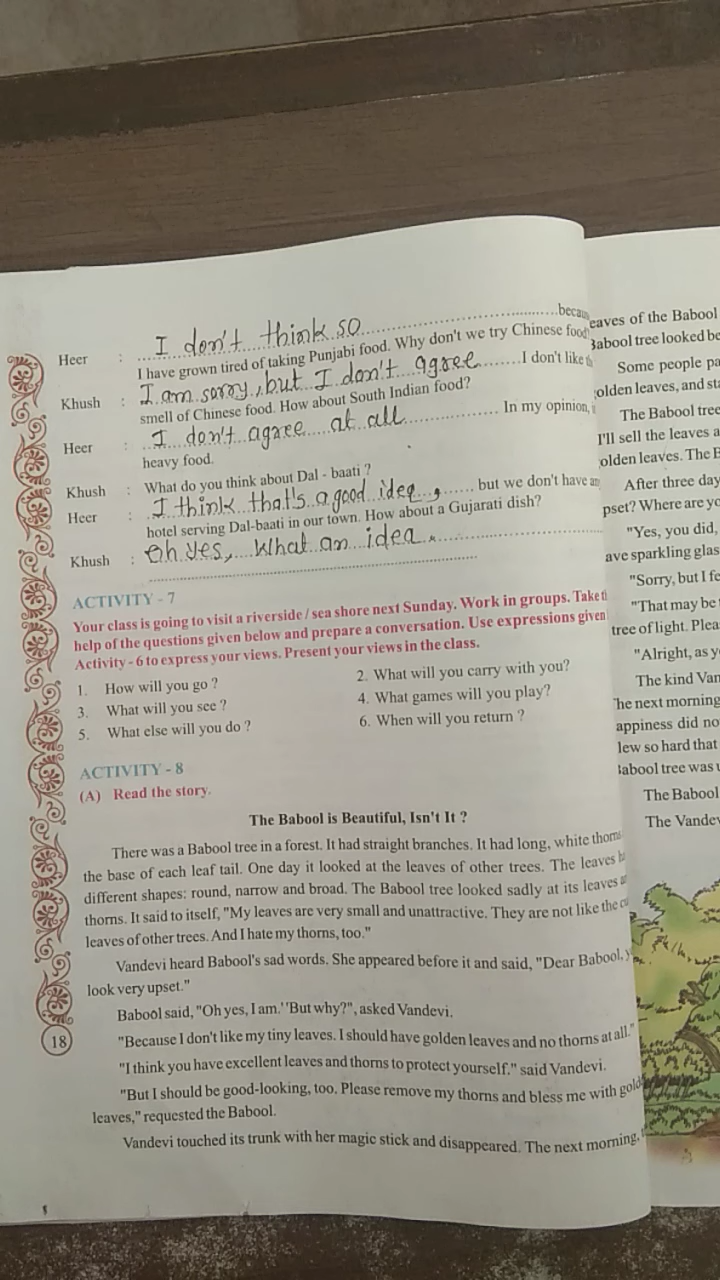 I don't think so
Heer : ....................becau
I have grown tired of taking Punjabi food. Why don't we try Chinese food
Khush : I am sorry, but I don't agree ......I don't like
smell of Chinese food. How about South Indian food?
Heer : I don't agree at all ............... In my opinion,
heavy food.
Khush : What do you think about Dal - baati ?
Heer : I think that's a good idea, ...... but we don't have
hotel serving Dal-baati in our town. How about a Gujarati dish?
Khush : Oh yes, What an idea.
ACTIVITY - 7
Your class is going to visit a riverside / sea shore next Sunday. Work in groups. Take
help of the questions given below and prepare a conversation. Use expressions given
Activity - 6 to express your views. Present your views in the class.
1. How will you go ? 2. What will you carry with you?
3. What will you see ? 4. What games will you play?
5. What else will you do ? 6. When will you return ?
ACTIVITY - 8
(A) Read the story.
The Babool is Beautiful, Isn't It ?
There was a Babool tree in a forest. It had straight branches. It had long, white thorns
the base of each leaf tail. One day it looked at the leaves of other trees. The leaves
different shapes: round, narrow and broad. The Babool tree looked sadly at its leaves
thorns. It said to itself, "My leaves are very small and unattractive. They are not like the
leaves of other trees. And I hate my thorns, too."
Vandevi heard Babool's sad words. She appeared before it and said, "Dear Babool,
look very upset."
Babool said, "Oh yes, I am.' 'But why?", asked Vandevi.
"Because I don't like my tiny leaves. I should have golden leaves and no thorns at all."
"I think you have excellent leaves and thorns to protect yourself." said Vandevi.
"But I should be good-looking, too. Please remove my thorns and bless me with gold
leaves," requested the Babool.
Vandevi touched its trunk with her magic stick and disappeared. The next morning,
18
eaves of the Babool
Babool tree looked be
Some people pa
olden leaves, and sta
The Babool tree
I'll sell the leaves a
olden leaves. The B
After three day
pset? Where are yo
"Yes, you did,
ave sparkling glas
"Sorry, but I fe
"That may be
tree of light. Plea
"Alright, as y
The kind Van
he next morning
appiness did no
lew so hard that
abool tree was
The Babool
The Vandev